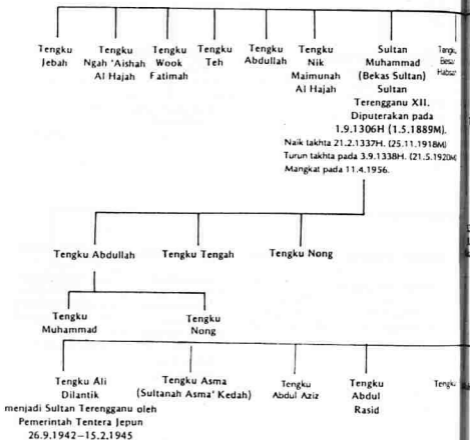 Tengku
Jebah
Tengku
Ngah 'Aishah
Al Hajah
Tengku
Wook
Fatimah
Tengku
Teh
Tengku
Abdullah
Tengku
Nik
Maimunah
Al Hajah
Sultan
Muhammad
(Bekas Sultan)
Sultan
Terengganu XII.
Diputerakan pada
1.9.1306H (1.5.1889M).
Naik takhta 21.2.1337H. (25.11.1918M)
Turun takhta pada 3.9.1338H. (21.5.1920M
Mangkat pada 11.4.1956.
Tengku Abdullah
Tengku Tengah
Tengku Nong
Tengku
Muhammad
Tengku
Nong
Tengku Ali
Dilantik
menjadi Sultan Terengganu oleh
Pemerintah Tentera Jepun
26.9.1942–15.2.1945
Tengku Asma
(Sultanah Asma' Kedah)
Tengku
Abdul Aziz
Tengku
Abdul
Rasid